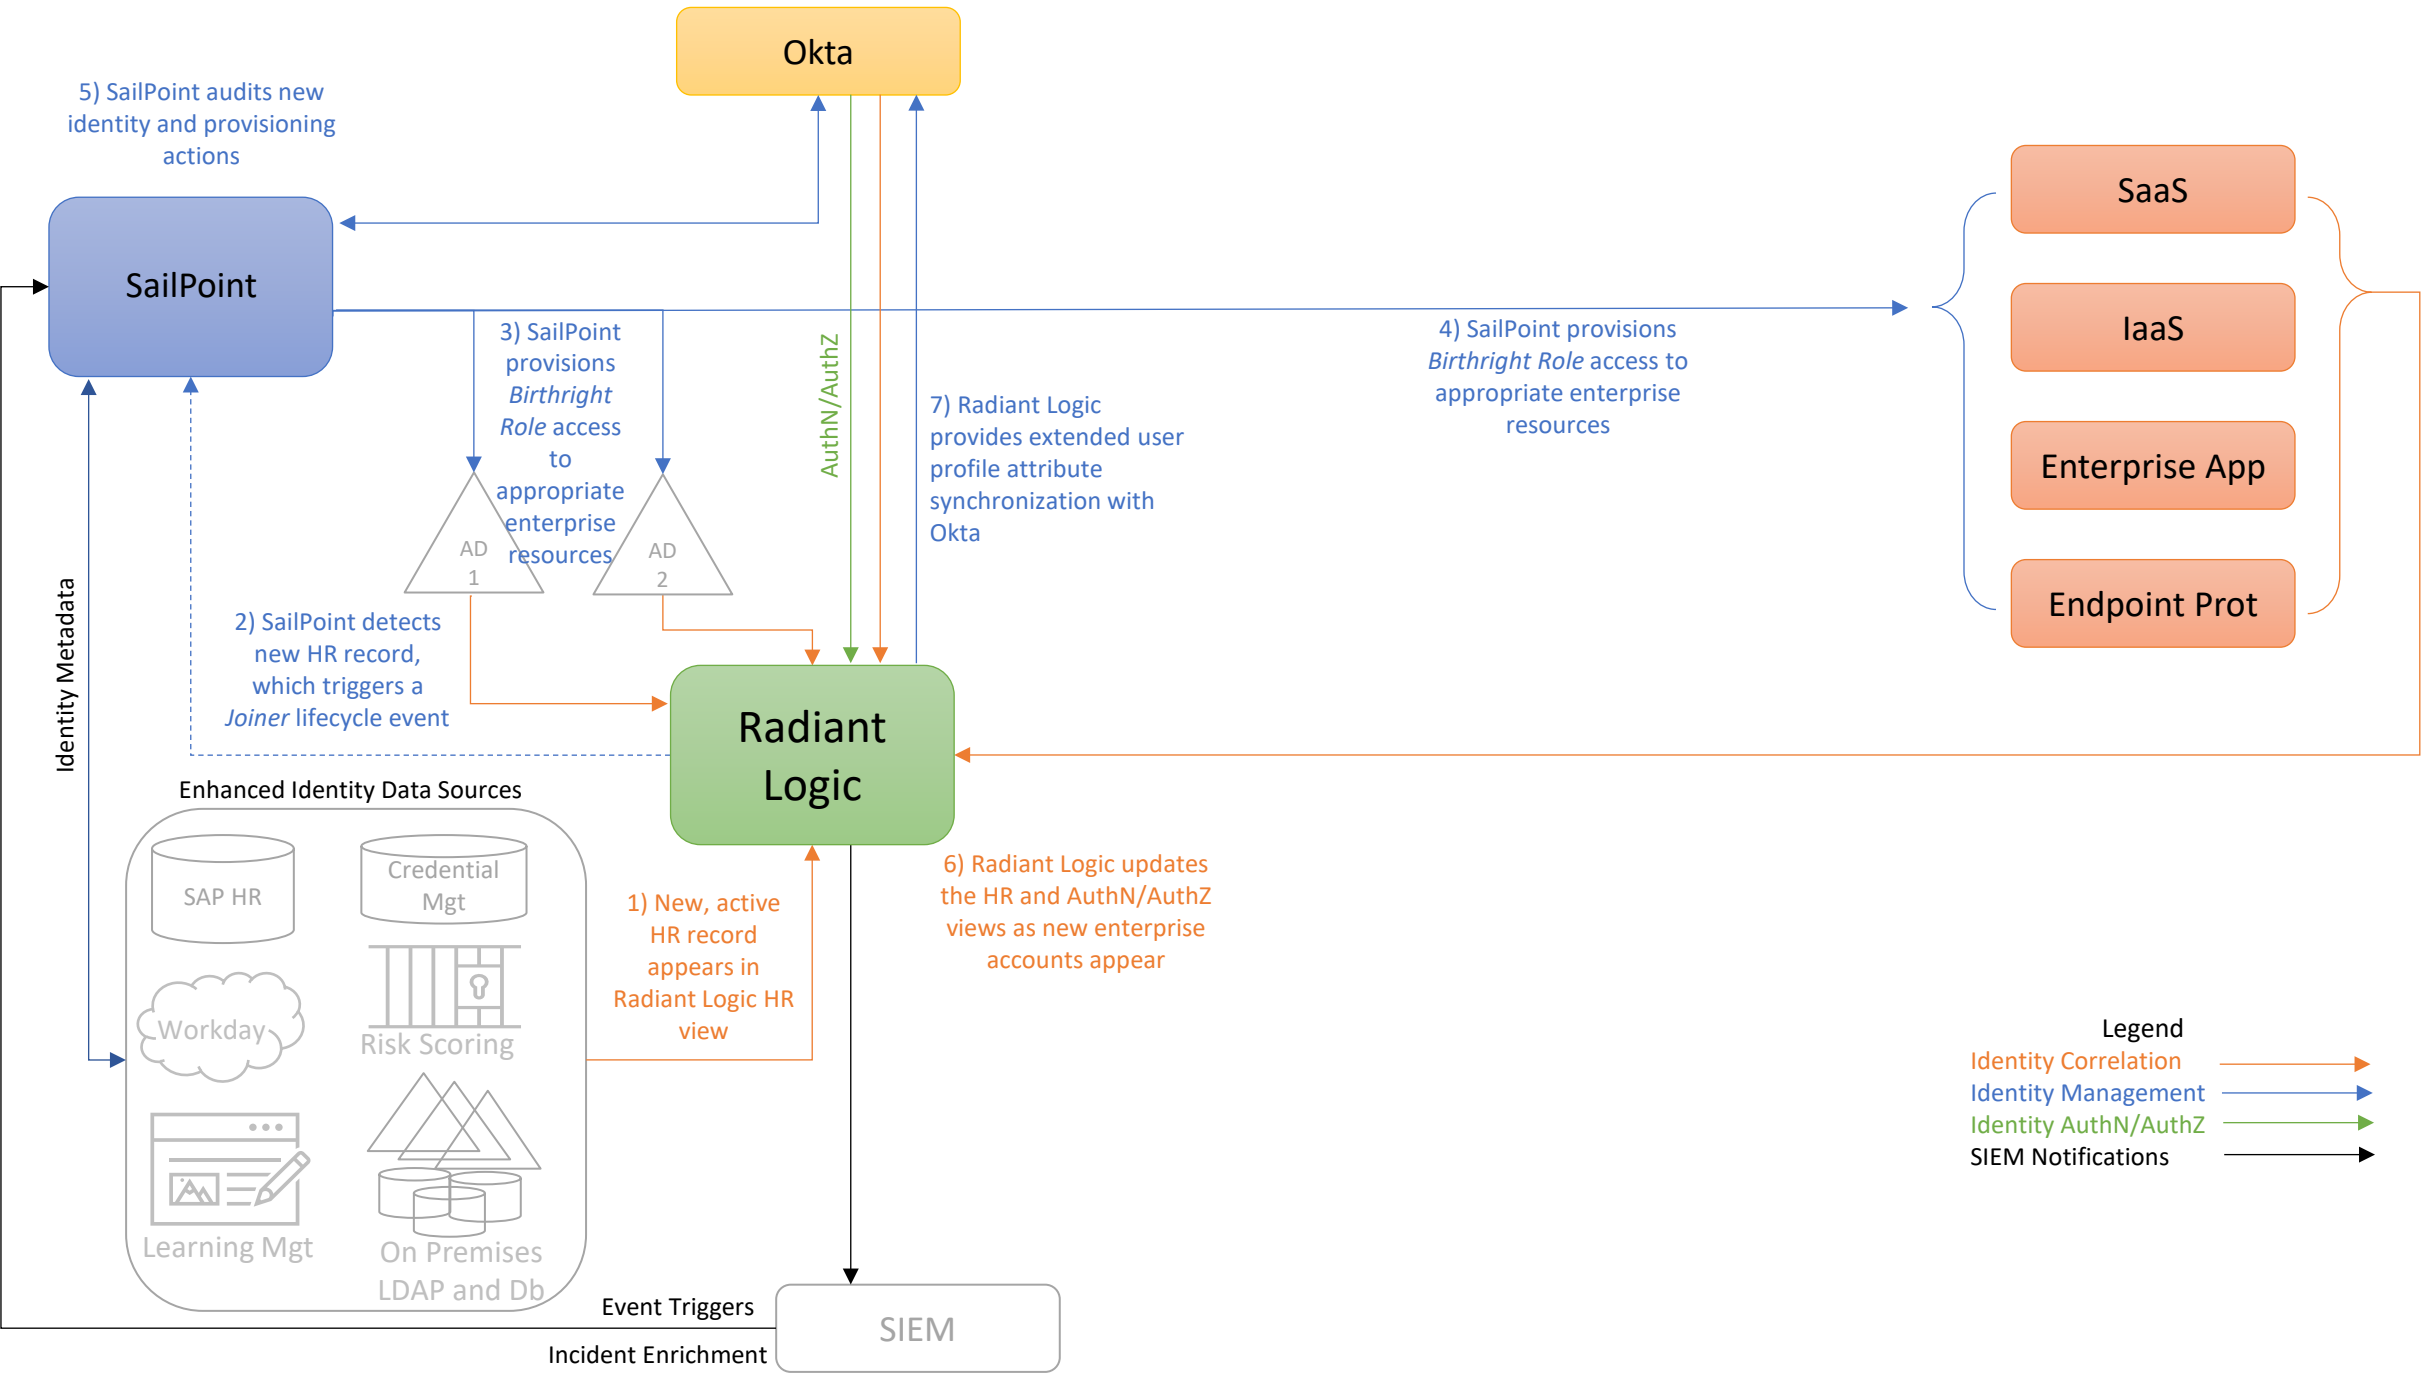 Okta
5) SailPoint audits new
identity and provisioning
actions
SailPoint
SaaS
IaaS
Enterprise App
Endpoint Prot
3) SailPoint
provisions
Birthright
Role access
to
appropriate
enterprise
resources
AuthN/AuthZ
4) SailPoint provisions
Birthright Role access to
appropriate enterprise
resources
7) Radiant Logic
provides extended user
profile attribute
synchronization with
Okta
AD
1
AD
2
Identity Metadata
2) SailPoint detects
new HR record,
which triggers a
Joiner lifecycle event
Radiant
Logic
Enhanced Identity Data Sources
SAP HR
Credential
Mgt
Workday
Risk Scoring
Learning Mgt
On Premises
LDAP and Db
1) New, active
HR record
appears in
Radiant Logic HR
view
6) Radiant Logic updates
the HR and AuthN/AuthZ
views as new enterprise
accounts appear
Legend
Identity Correlation
Identity Management
Identity AuthN/AuthZ
SIEM Notifications
Event Triggers
SIEM
Incident Enrichment